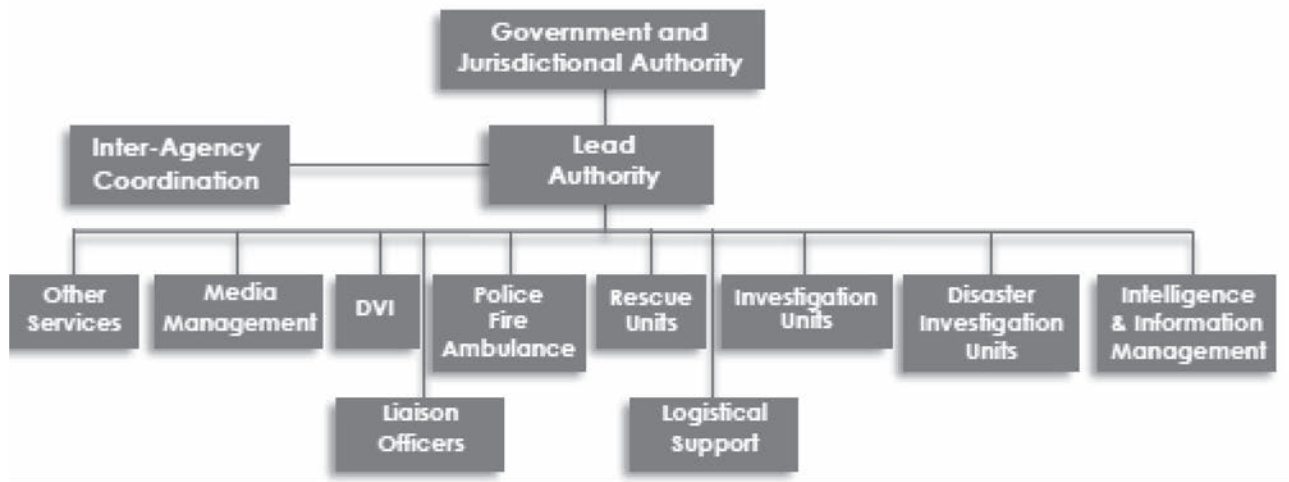 Government and
Jurisdictional Authority
Inter-Agency
Coordination
Lead
Authority
Other
Services
Media
Management
DVI
Police
Fire
Ambulance
Rescue
Units
Investigation
Units
Disaster
Investigation
Units
Intelligence
& Information
Management
Liaison
Officers
Logistical
Support